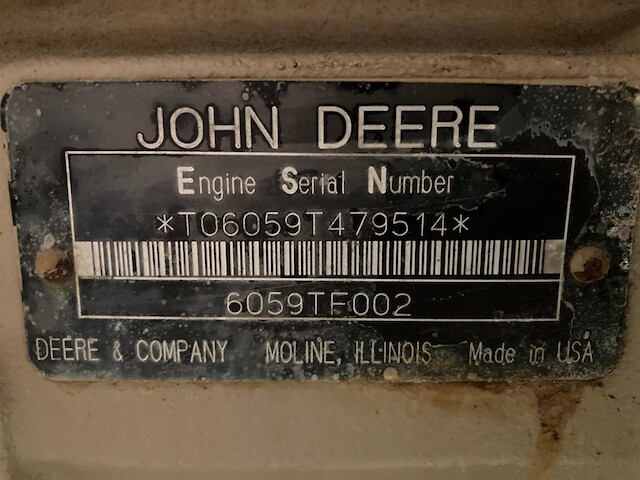 JOHN DEERE
Engine Serial Number
*T06059T479514*
6059TF002
DEERE & COMPANY MOLINE, ILLINOIS Made in USA